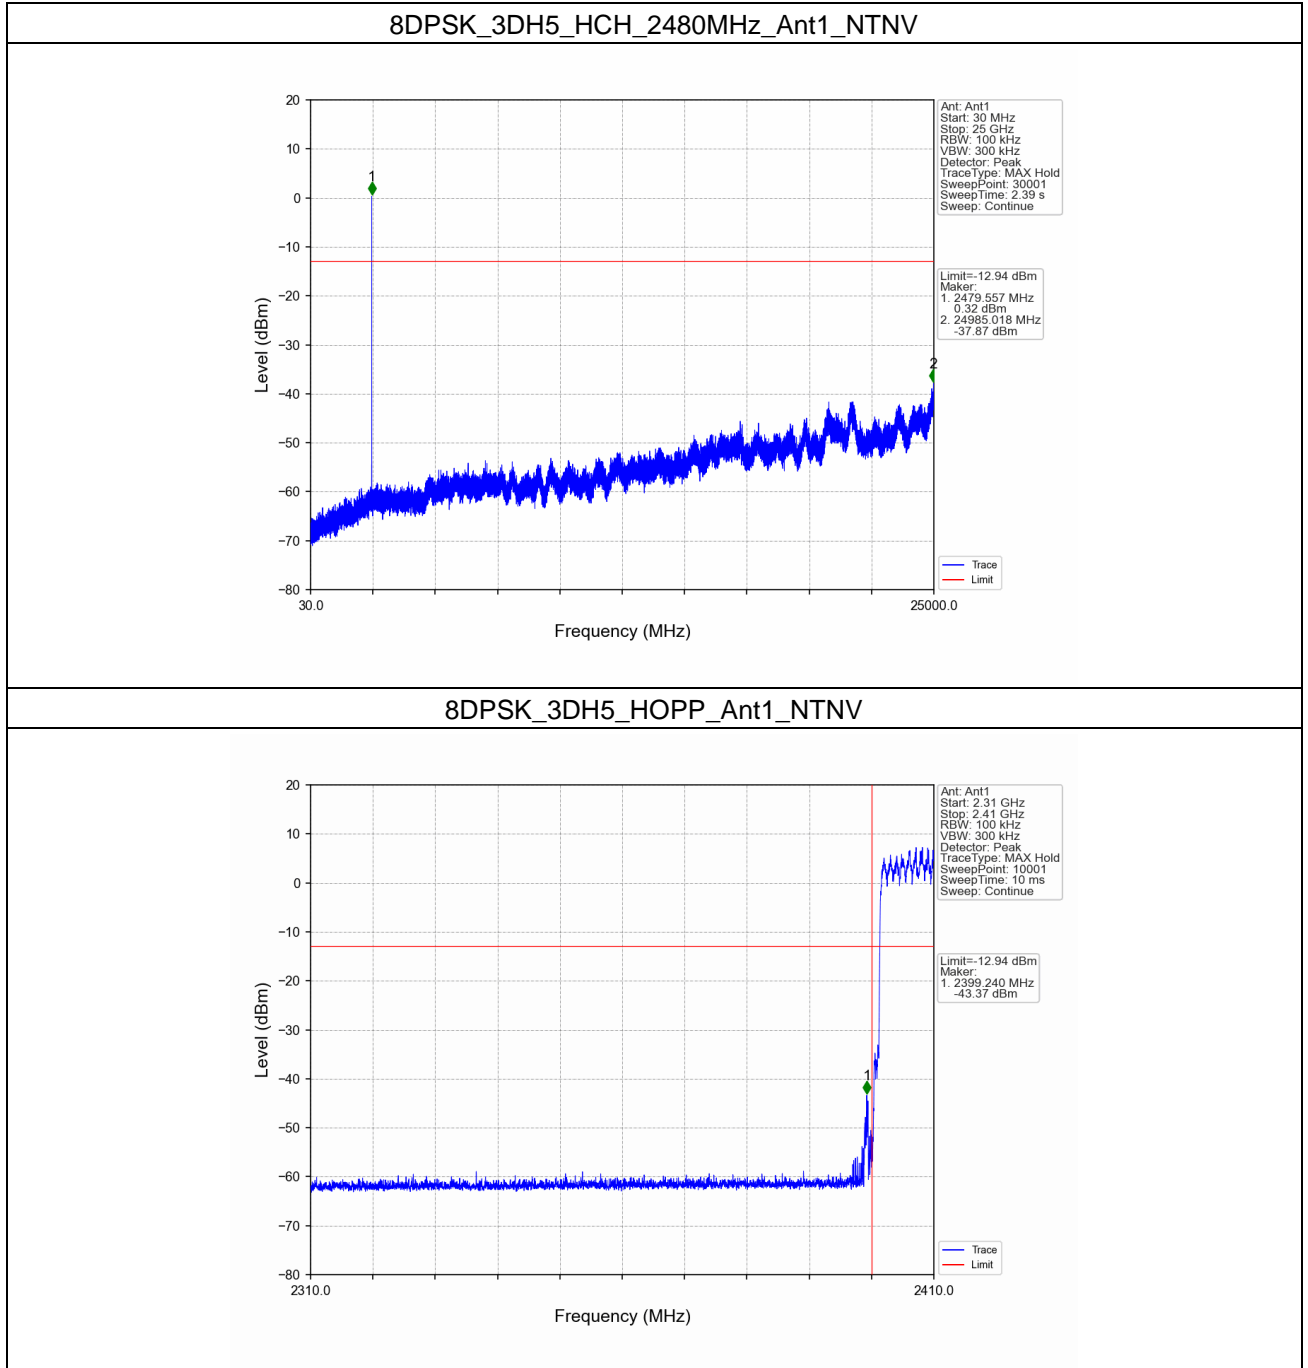 8DPSK_3DH5_HCH_2480MHz_Ant1_NTNV
20
10
0
−10
−20
−30
−40
−50
−60
−70
−80
Level (dBm)
1
2
30.0
25000.0
Frequency (MHz)
Ant: Ant1
Start: 30 MHz
Stop: 25 GHz
RBW: 100 kHz
VBW: 300 kHz
Detector: Peak
TraceType: MAX Hold
SweepPoint: 30001
SweepTime: 2.39 s
Sweep: Continue
Limit=-12.94 dBm
Maker:
1. 2479.557 MHz
0.32 dBm
2. 24985.018 MHz
-37.87 dBm
Trace
Limit
8DPSK_3DH5_HOPP_Ant1_NTNV
20
10
0
−10
−20
−30
−40
−50
−60
−70
−80
Level (dBm)
1
2310.0
2410.0
Frequency (MHz)
Ant: Ant1
Start: 2.31 GHz
Stop: 2.41 GHz
RBW: 100 kHz
VBW: 300 kHz
Detector: Peak
TraceType: MAX Hold
SweepPoint: 10001
SweepTime: 10 ms
Sweep: Continue
Limit=-12.94 dBm
Maker:
1. 2399.240 MHz
-43.37 dBm
Trace
Limit